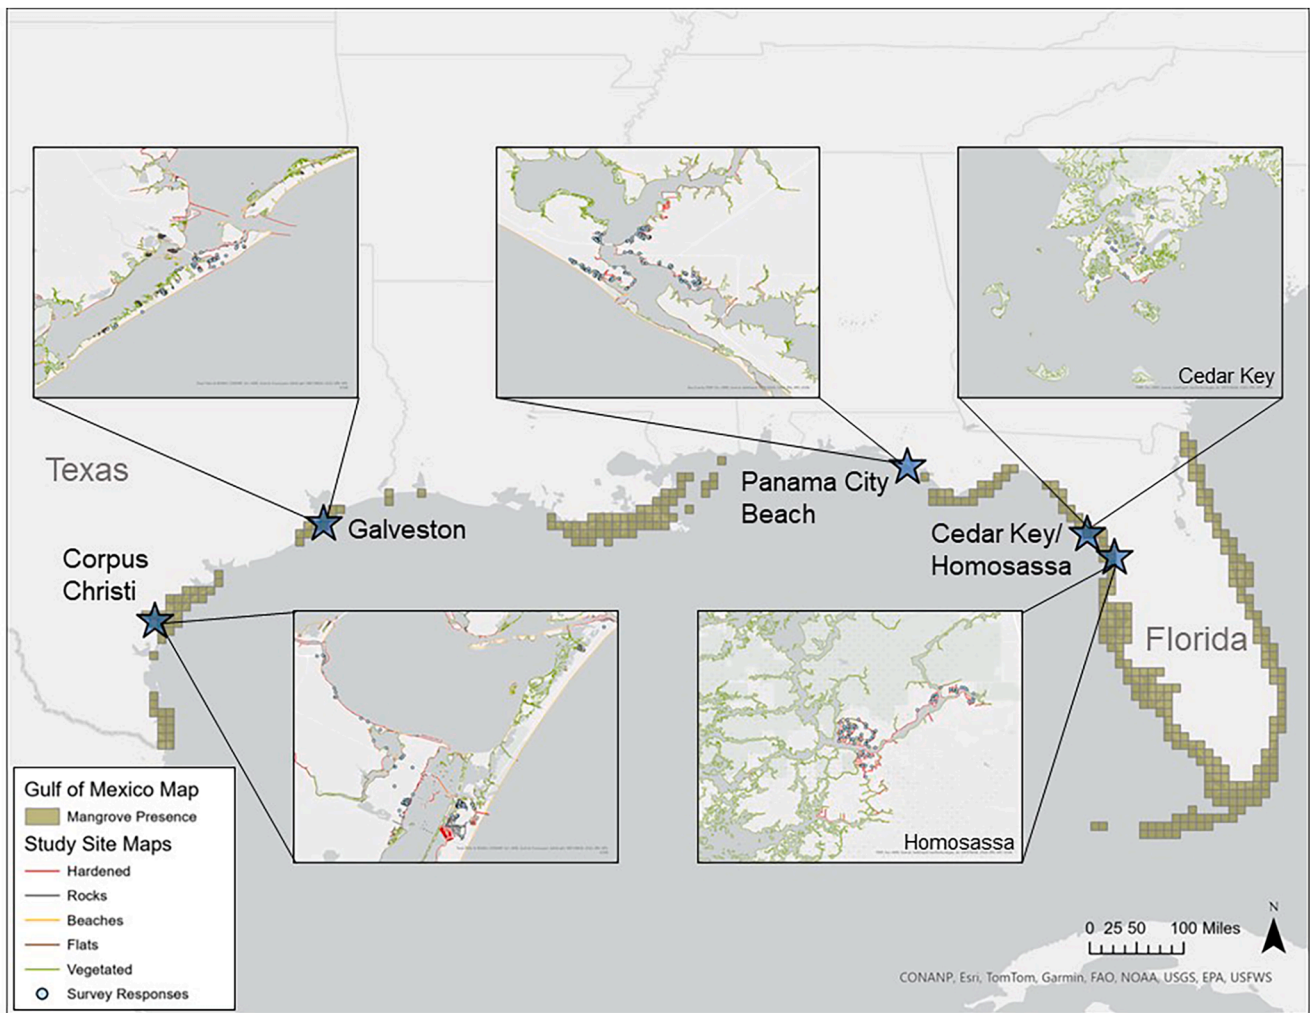 Cedar Key
Texas
Panama City
Beach
Galveston
Cedar Key/
Homosassa
Corpus
Christi
Florida
Homosassa
Gulf of Mexico Map
Mangrove Presence
Study Site Maps
Hardened
Rocks
Beaches
Flats
Vegetated
Survey Responses
N
0 25 50 100 Miles
CONANP, Esri, TomTom, Garmin, FAO, NOAA, USGS, EPA, USFWS